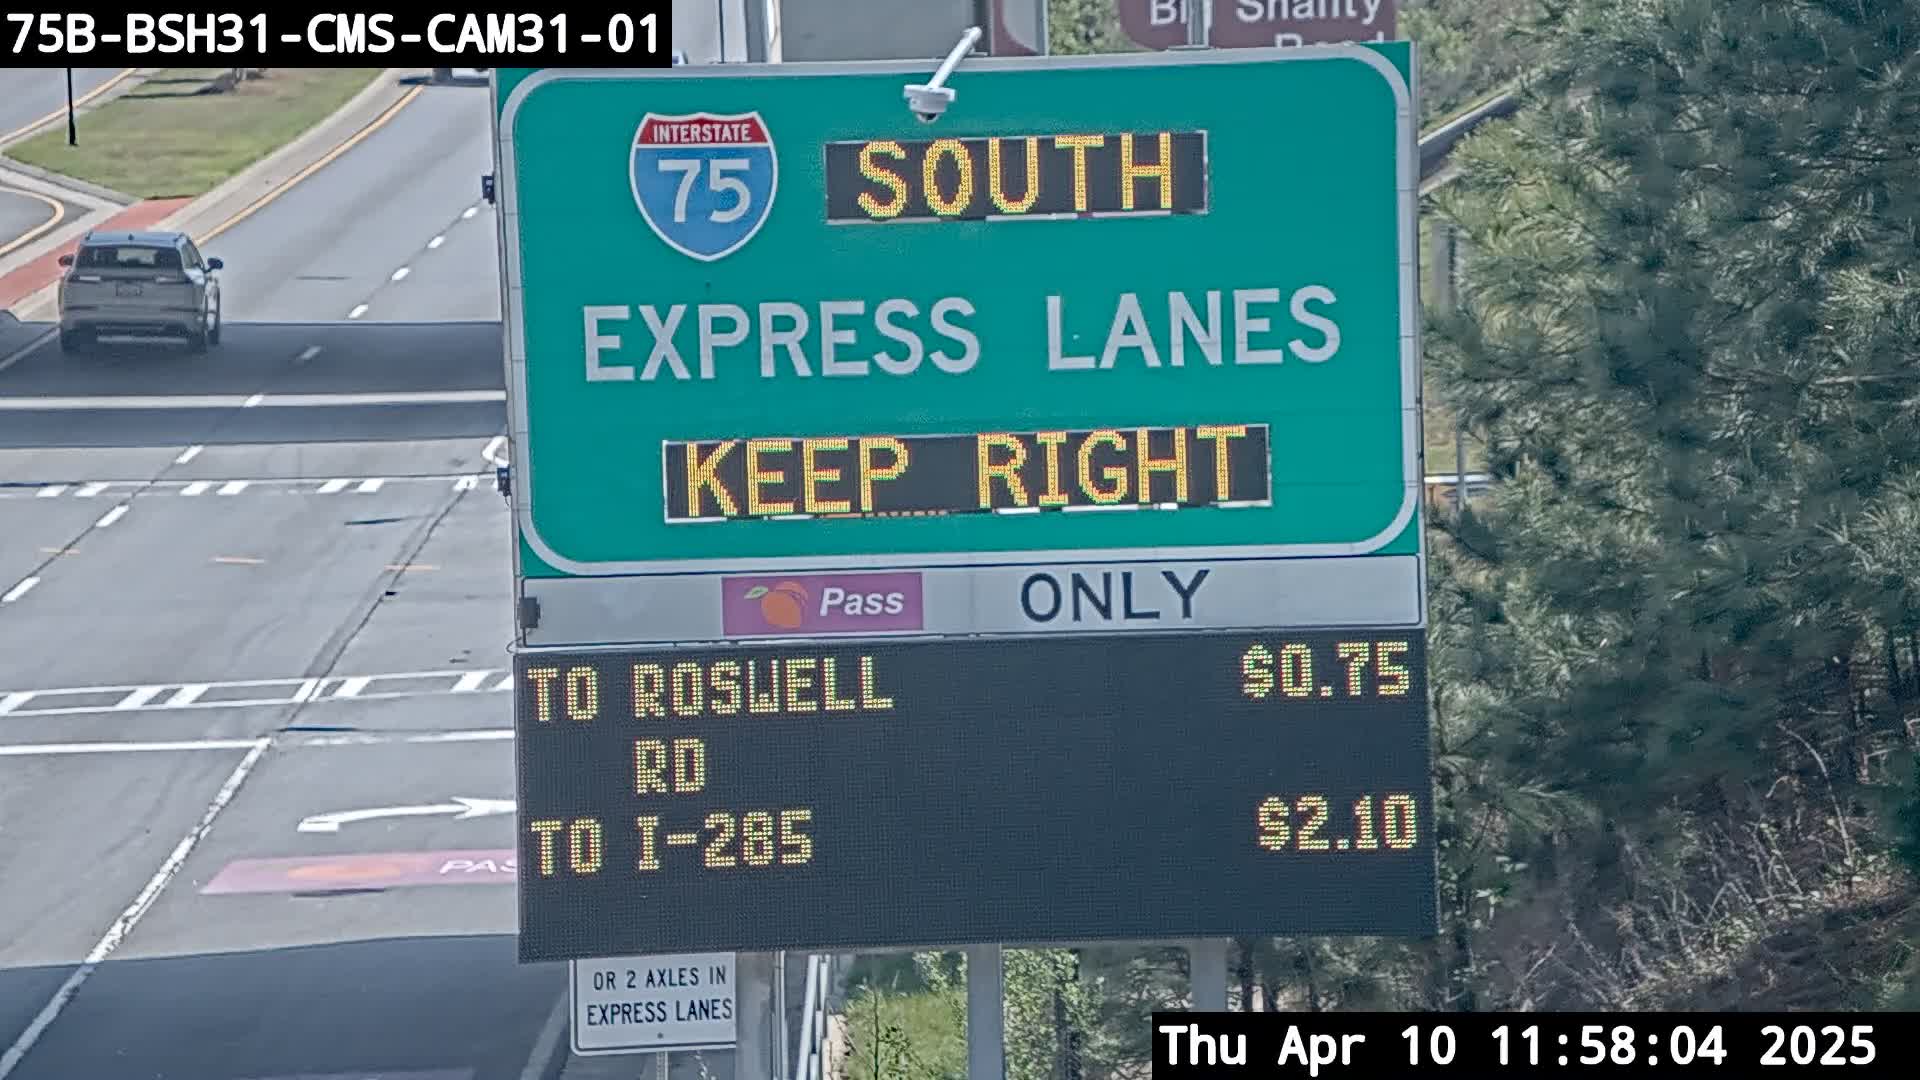 75B-BSH31-CMS-CAM31-01
Shanty
INTERSTATE
75
SOUTH
EXPRESS LANES
KEEP RIGHT
Pass ONLY
TO ROSWELL $0.75
RD
TO I-285 $2.10
OR 2 AXLES IN
EXPRESS LANES
Thu Apr 10 11:58:04 2025